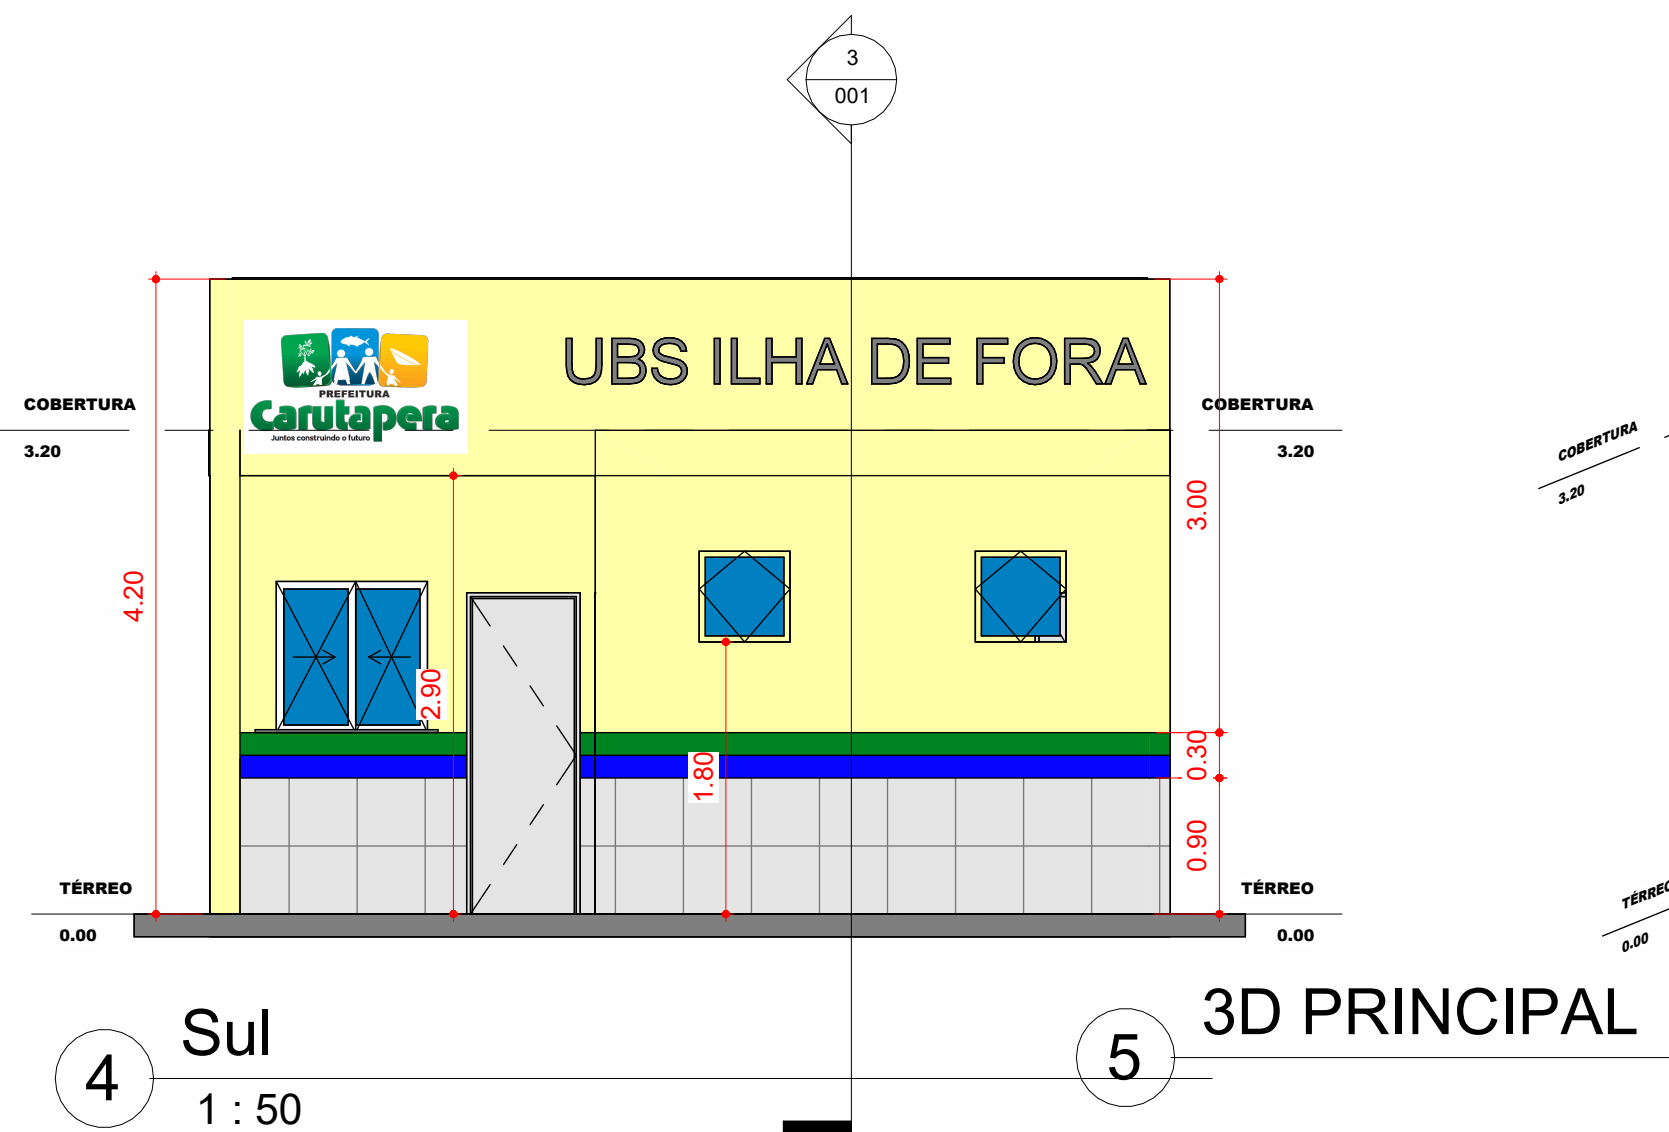 3
001
UBS ILHA DE FORA
PREFEITURA
Carutapera
Juntos construindo o futuro
COBERTURA
3.20
COBERTURA
3.20
COBERTURA
3.20
3.00
4.20
2.90
1.80
0.30
0.90
TÉRREO
0.00
TÉRREO
0.00
TÉRREO
0.00
4
Sul
1 : 50
5
3D PRINCIPAL